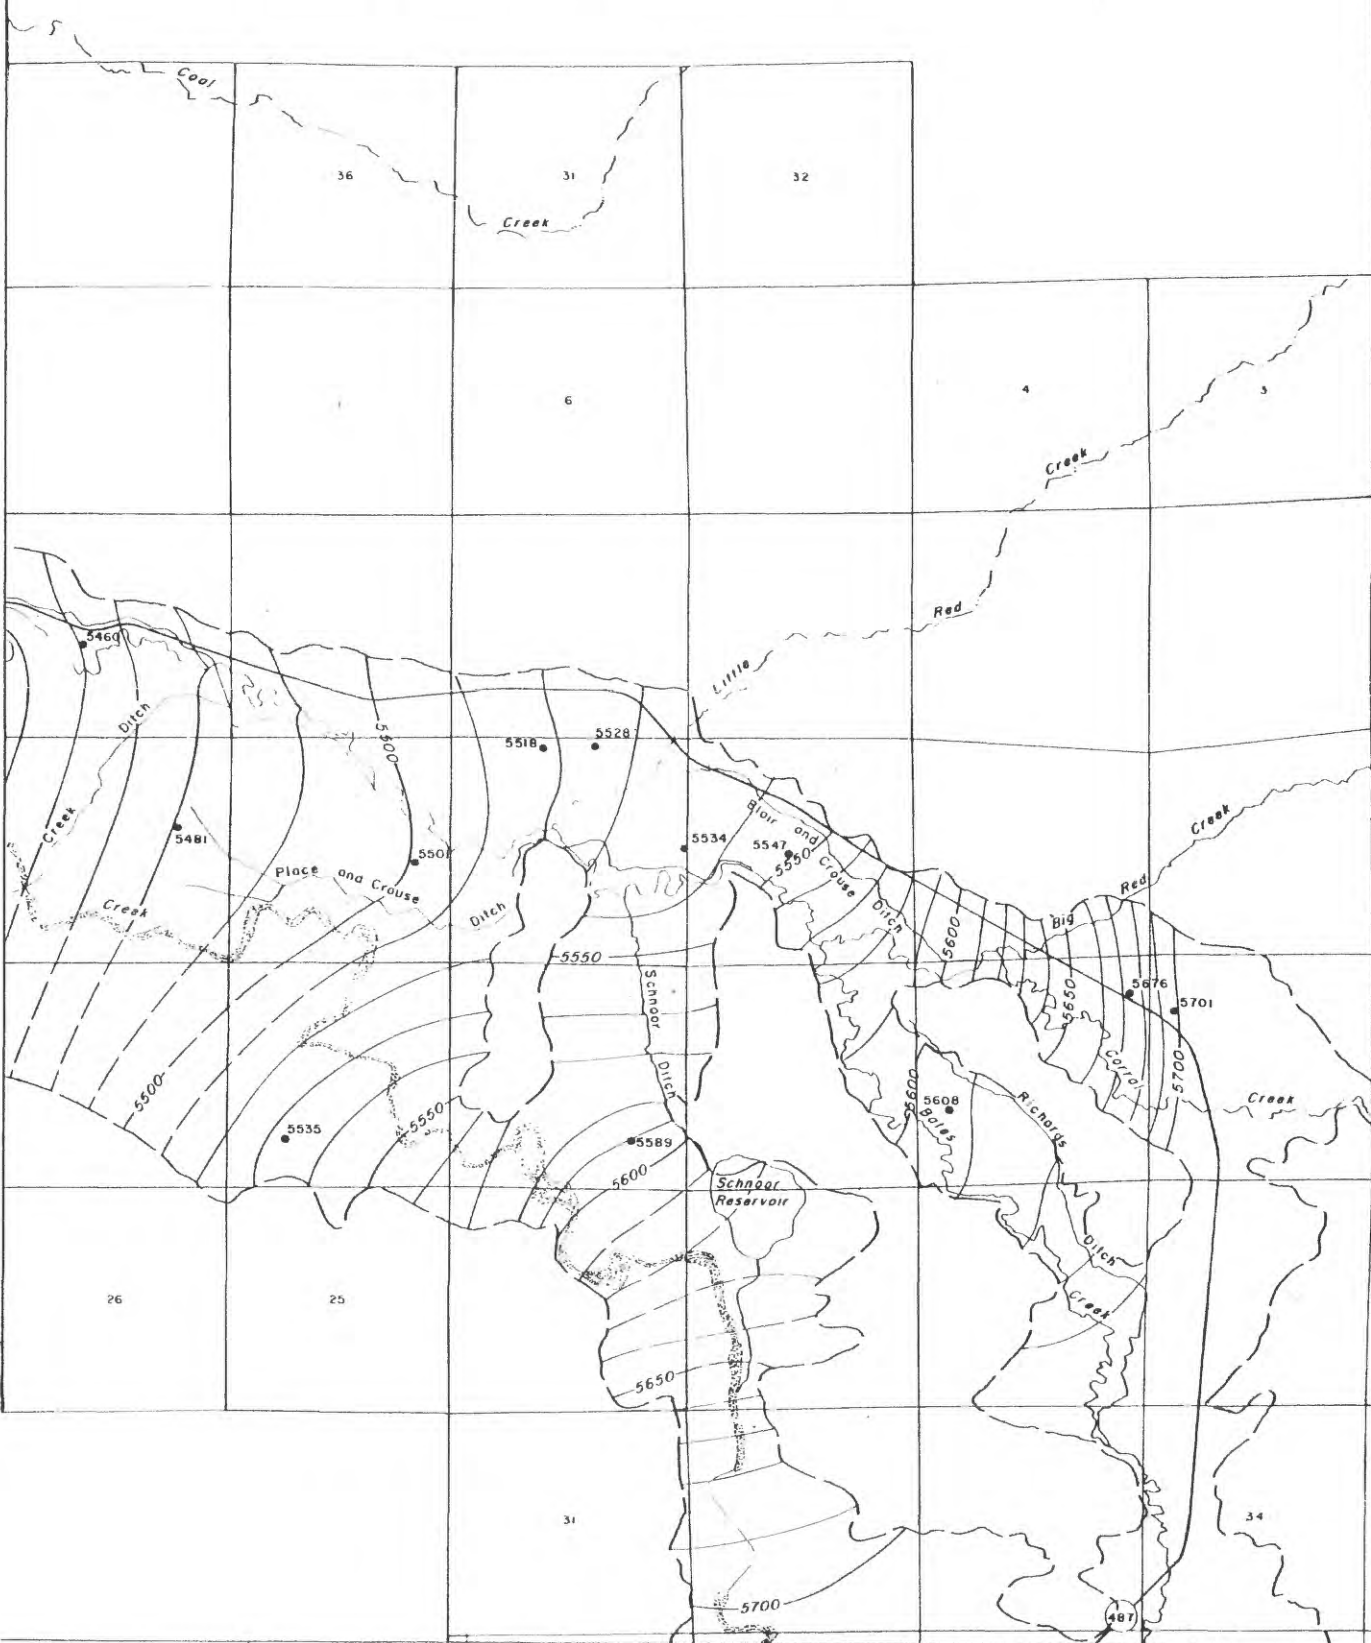 Coal
36
31
32
Creek
6
4
3
Creek
Red
Little
5460
Ditch
5500
5518
5528
Creek
5481
5501
Place and Crouse
Ditch
Creek
5534
5547
5550
Blair and Crouse
Ditch
Creek
Red
Big
5600
5550
Schnoor
Ditch
5650
5676
5701
5700
Corral
Creek
5500
5535
5550
5589
5600
5600
5608
Bates
Richards
Ditch
Creek
Schnoor
Reservoir
26
25
5650
31
34
5700
487